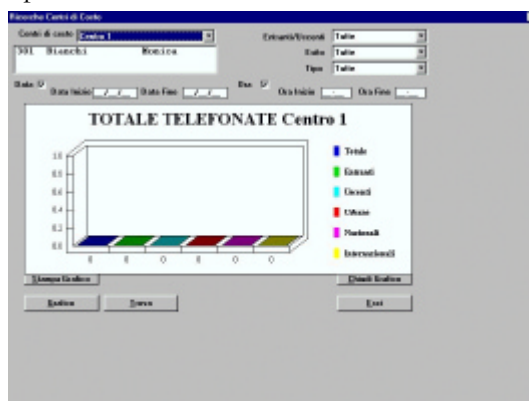 Ricerche Centri di Costo
Centri di costo Centro 1
Entranti/Uscenti Tutte
301 Bianchi Monica
Esito Tutte
Tipo Tutte
Data Data Inizio _/_/_ Data Fine _/_/_ Ora Ora Inizio _:_ Ora Fine _:_
TOTALE TELEFONATE Centro 1
1.0
0.8
0.6
0.4
0.2
0.0
0 0 0 0 0 0
Totale
Entranti
Uscenti
Urbane
Nazionali
Internazionali
Stampa Grafico
Chiudi Grafico
Grafico
Cerca
Esci